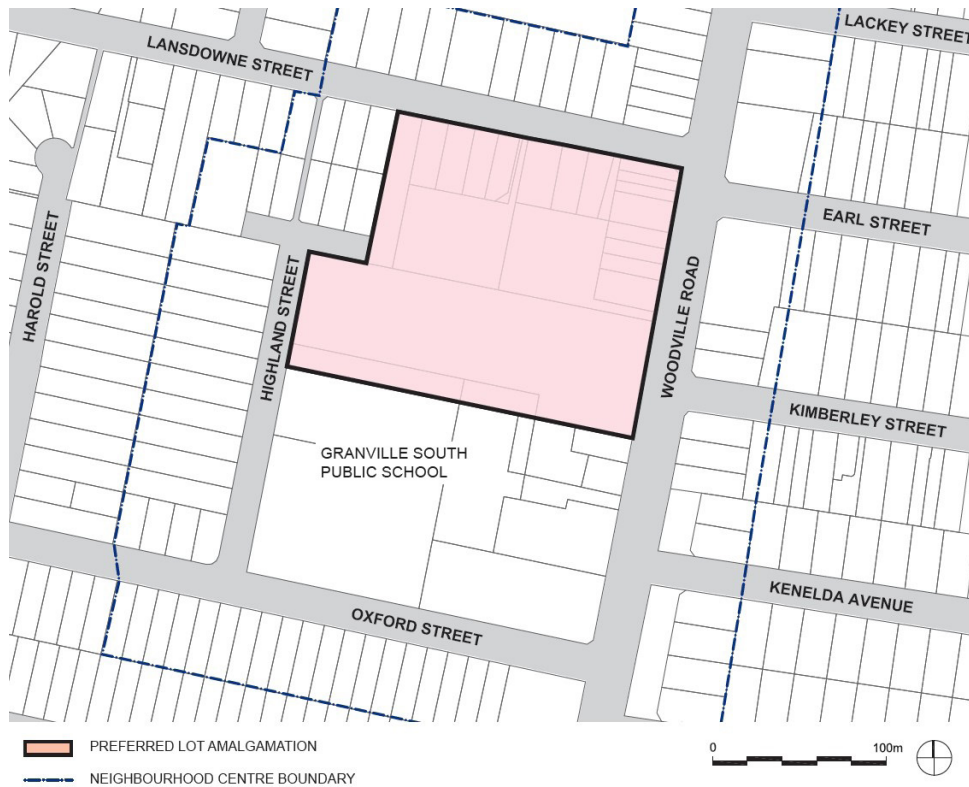 LACKEY STREET
LANSDOWNE STREET
EARL STREET
HAROLD STREET
HIGHLAND STREET
WOODVILLE ROAD
KIMBERLEY STREET
GRANVILLE SOUTH
PUBLIC SCHOOL
KENELDA AVENUE
OXFORD STREET
PREFERRED LOT AMALGAMATION
0 100m
NEIGHBOURHOOD CENTRE BOUNDARY